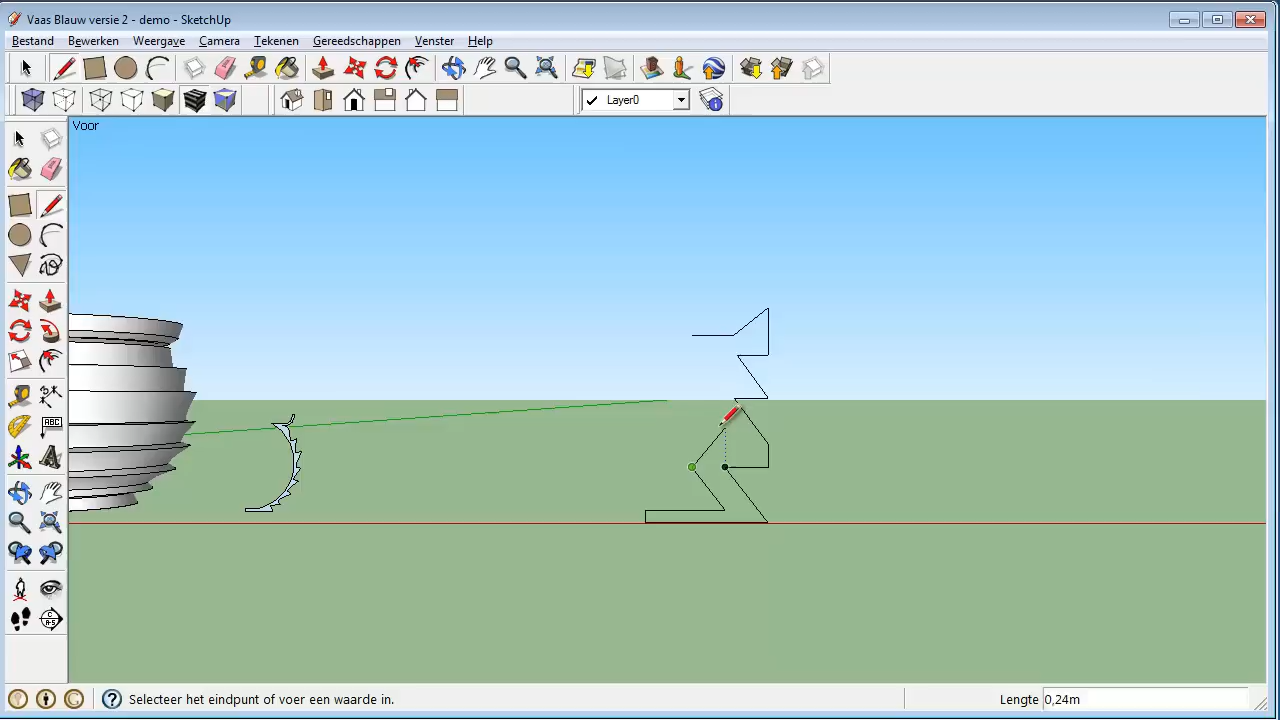 Vaas Blauw versie 2 - demo - SketchUp
Bestand Bewerken Weergave Camera Tekenen Gereedschappen Venster Help
Layer0
Voor
ABC
A
C
A-S
Selecteer het eindpunt of voer een waarde in.
Lengte 0,24m